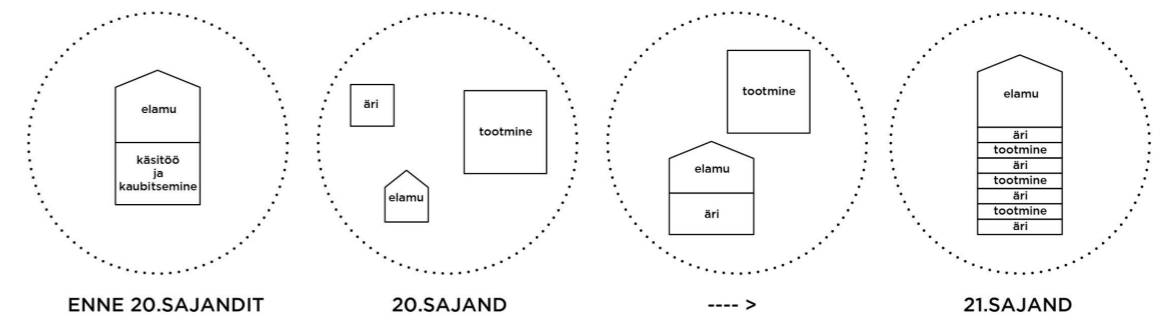 elamu
käsitöö
ja
kaubitsemine
ENNE 20.SAJANDIT
äri
tootmine
elamu
20.SAJAND
tootmine
elamu
äri
---- >
elamu
äri
tootmine
äri
tootmine
äri
tootmine
äri
21.SAJAND